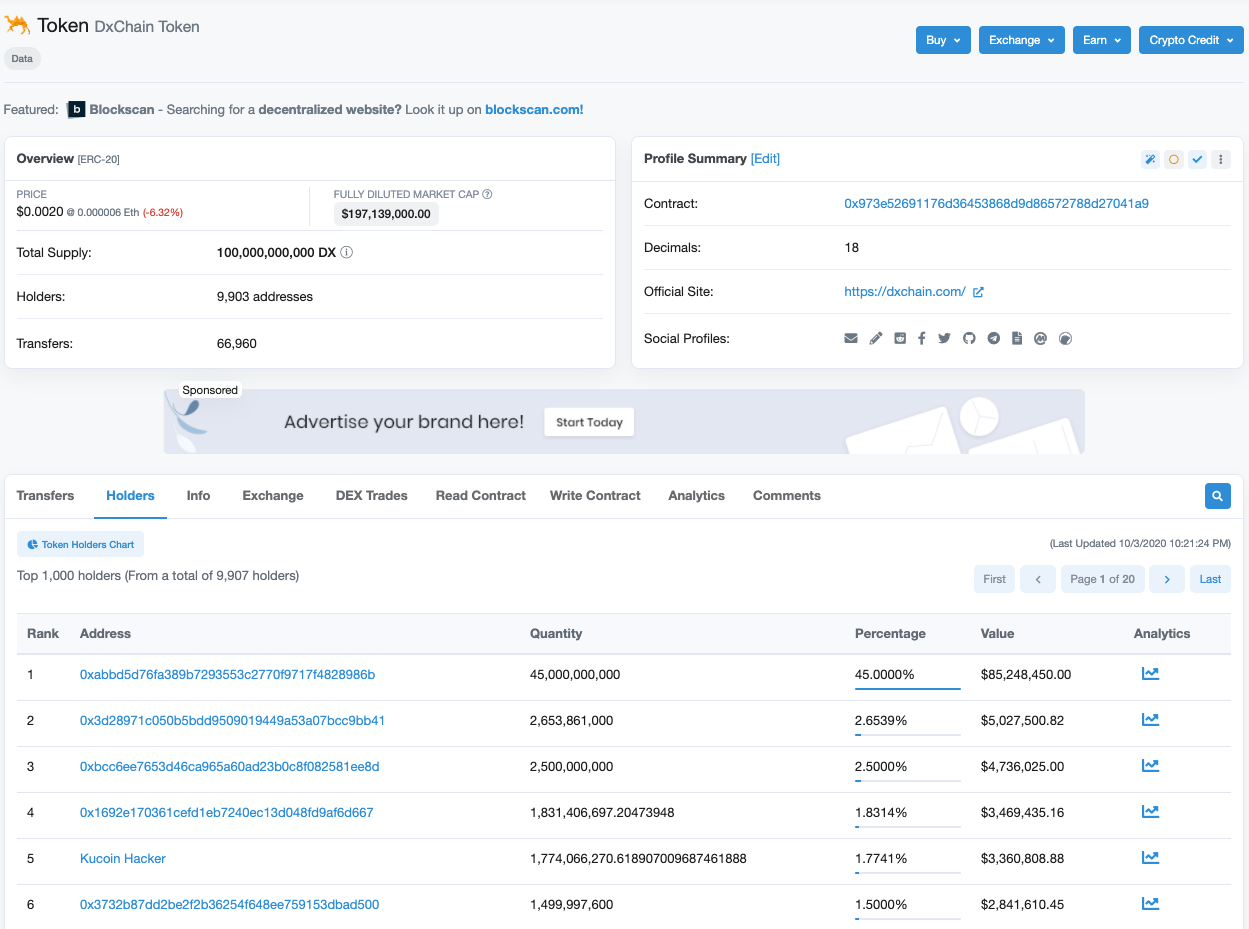 Token DxChain Token
Buy
Exchange
Earn
Crypto Credit
Data
Featured: b Blockscan - Searching for a decentralized website? Look it up on blockscan.com!
Overview [ERC-20]
PRICE
$0.0020 @ 0.000006 Eth (-6.32%)
FULLY DILUTED MARKET CAP
$197,139,000.00
Total Supply: 100,000,000,000 DX
Holders: 9,903 addresses
Transfers: 66,960
Profile Summary [Edit]
Contract: 0x973e52691176d36453868d9d86572788d27041a9
Decimals: 18
Official Site: https://dxchain.com/
Social Profiles:
Sponsored
Advertise your brand here! Start Today
Transfers Holders Info Exchange DEX Trades Read Contract Write Contract Analytics Comments
Token Holders Chart
(Last Updated 10/3/2020 10:21:24 PM)
Top 1,000 holders (From a total of 9,907 holders)
First Page 1 of 20 Last
Rank Address Quantity Percentage Value Analytics
1 0xabbd5d76fa389b7293553c2770f9717f4828986b 45,000,000,000 45.0000% $85,248,450.00
2 0x3d28971c050b5bdd9509019449a53a07bcc9bb41 2,653,861,000 2.6539% $5,027,500.82
3 0xbcc6ee7653d46ca965a60ad23b0c8f082581ee8d 2,500,000,000 2.5000% $4,736,025.00
4 0x1692e170361cefd1eb7240ec13d048fd9af6d667 1,831,406,697.20473948 1.8314% $3,469,435.16
5 Kucoin Hacker 1,774,066,270.618907009687461888 1.7741% $3,360,808.88
6 0x3732b87dd2be2f2b36254f648ee759153dbad500 1,499,997,600 1.5000% $2,841,610.45